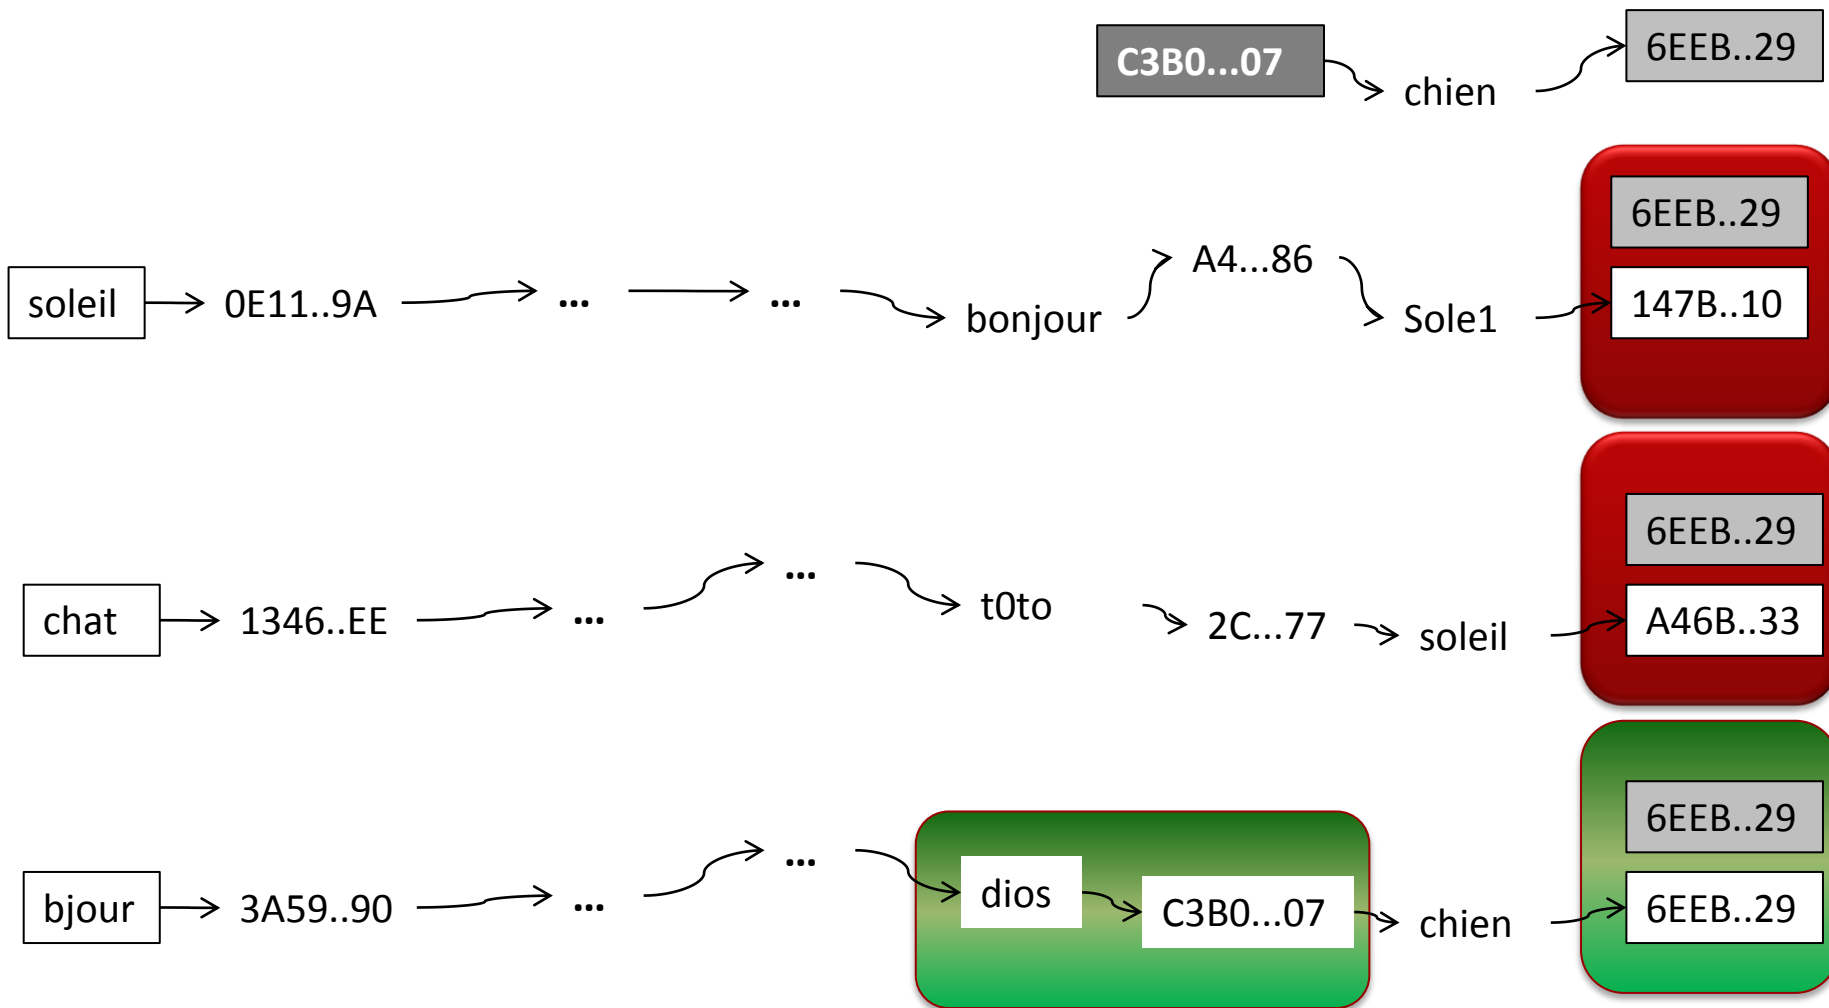 C3B0...07 chien 6EEB..29
6EEB..29
soleil 0E11..9A ... ... bonjour A4...86 Sole1 147B..10
6EEB..29
chat 1346..EE ... ... t0to 2C...77 soleil A46B..33
6EEB..29
bjour 3A59..90 ... ... dios C3B0...07 chien 6EEB..29